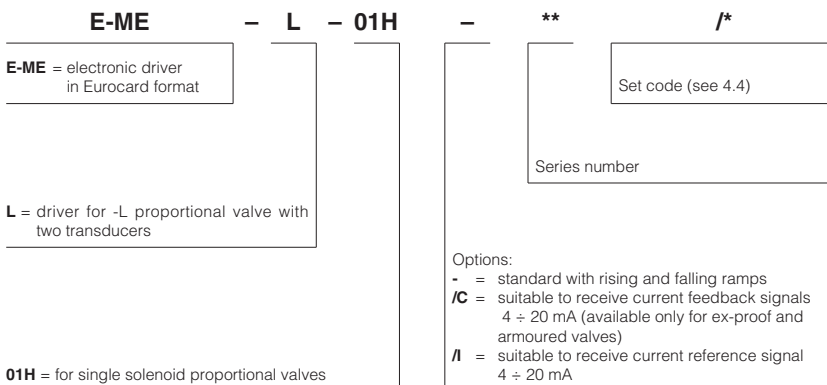 E-ME – L – 01H – ** /*
E-ME = electronic driver
in Eurocard format
Set code (see 4.4)
Series number
L = driver for -L proportional valve with
two transducers
Options:
- = standard with rising and falling ramps
/C = suitable to receive current feedback signals
4 ÷ 20 mA (available only for ex-proof and
armoured valves)
/I = suitable to receive current reference signal
4 ÷ 20 mA
01H = for single solenoid proportional valves